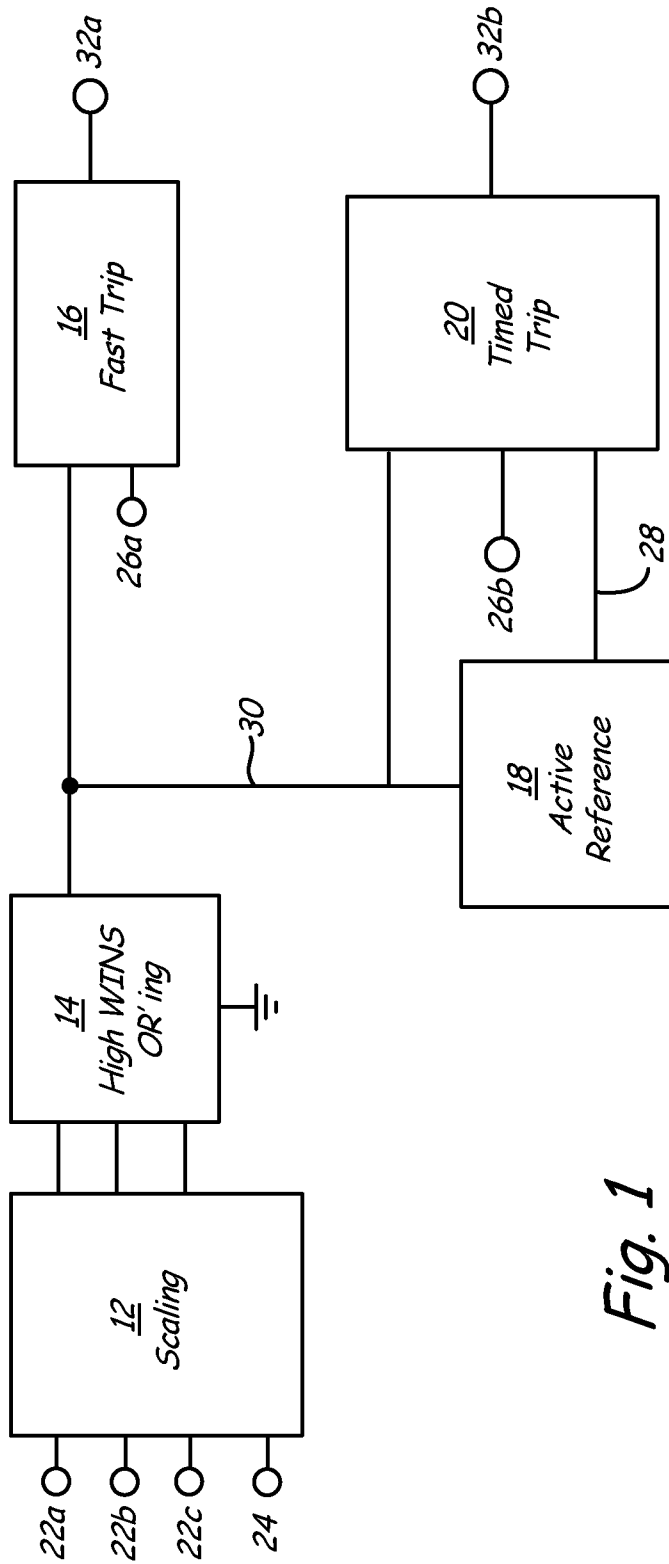 22a
22b
22c
24
12
Scaling
14
High WINS
OR'ing
30
16
Fast Trip
26a
32a
18
Active
Reference
28
26b
20
Timed
Trip
32b
Fig. 1